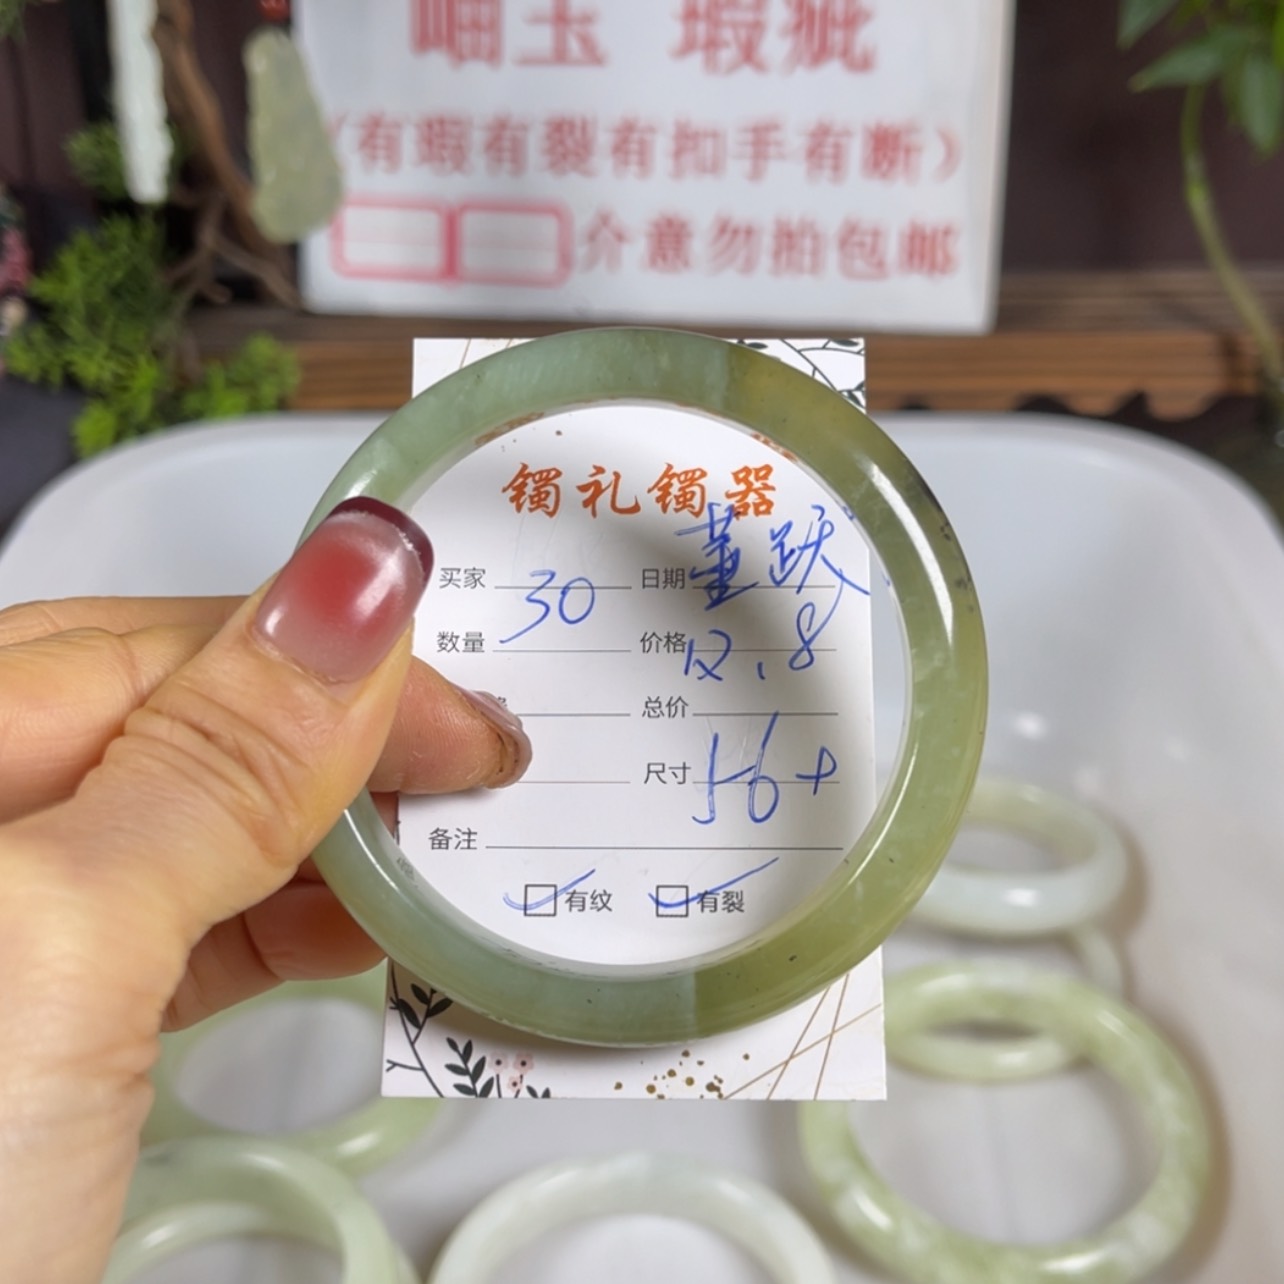 岫玉 瑕疵
（有瑕有裂有扣手有断）
介意勿拍包邮
镯礼镯器
买家 30 日期 董跃
数量 价格 12.8
总价
尺寸 56+
备注
有纹 有裂